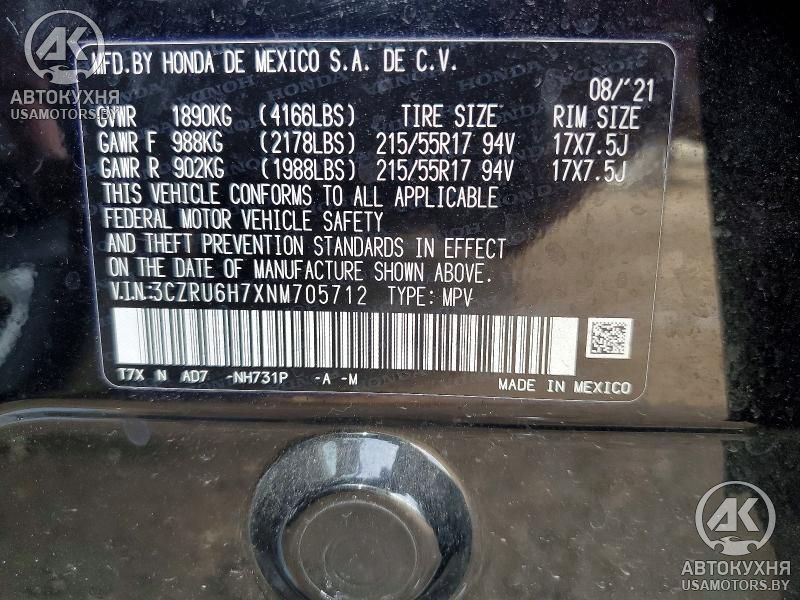 AK
АВТОКУХНЯ
USAMOTORS.BY
MFD.BY HONDA DE MEXICO S.A. DE C.V.
08/'21
GVWR 1890KG (4166LBS) TIRE SIZE RIM SIZE
GAWR F 988KG (2178LBS) 215/55R17 94V 17X7.5J
GAWR R 902KG (1988LBS) 215/55R17 94V 17X7.5J
THIS VEHICLE CONFORMS TO ALL APPLICABLE
FEDERAL MOTOR VEHICLE SAFETY
AND THEFT PREVENTION STANDARDS IN EFFECT
ON THE DATE OF MANUFACTURE SHOWN ABOVE.
V.I.N:3CZRU6H7XNM705712 TYPE: MPV
T7X N AD7 -NH731P -A -M
MADE IN MEXICO
AK
АВТОКУХНЯ
USAMOTORS.BY